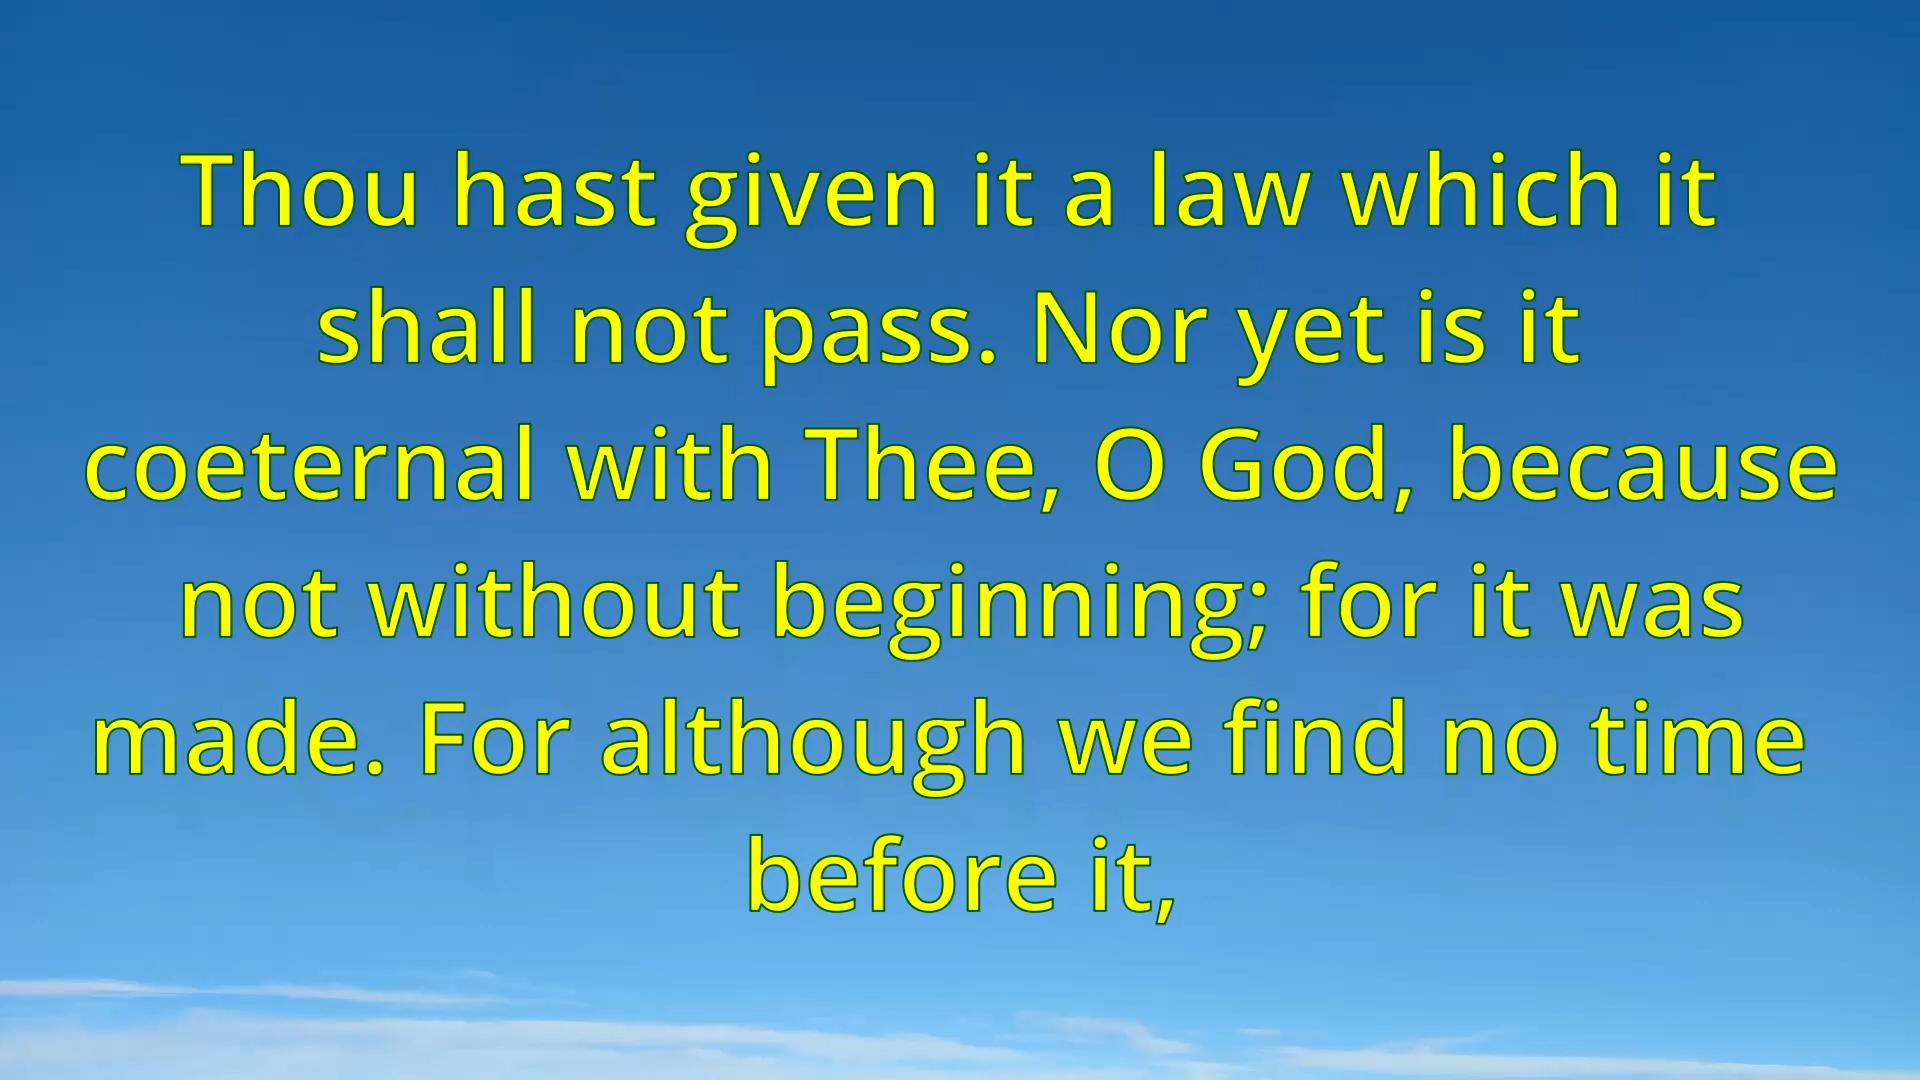 Thou hast given it a law which it
shall not pass. Nor yet is it
coeternal with Thee, O God, because
not without beginning; for it was
made. For although we find no time
before it,